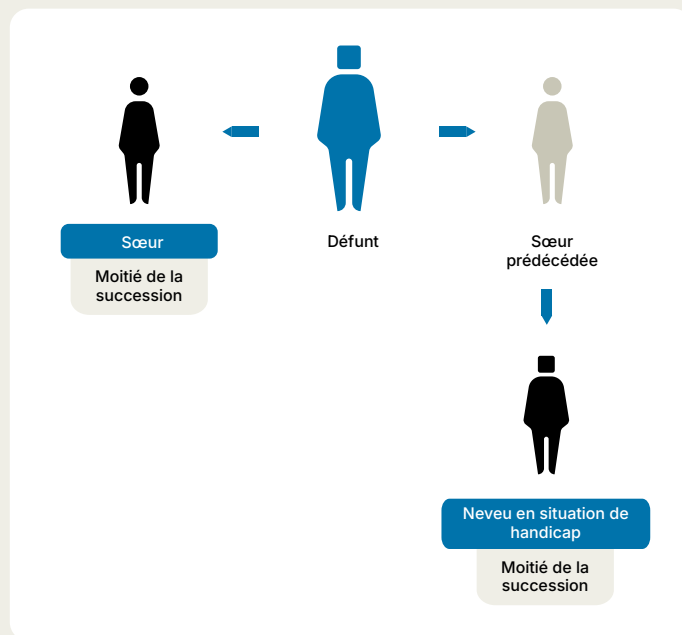 Sœur
Moitié de la
succession
Défunt
Sœur
prédécédée
Neveu en situation de
handicap
Moitié de la
succession